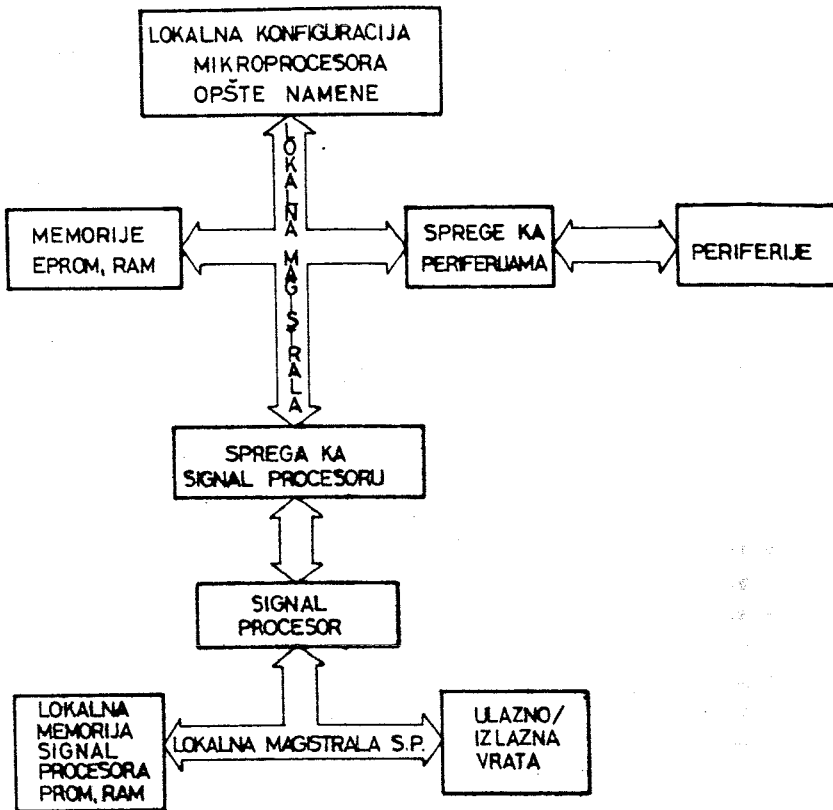 LOKALNA KONFIGURACIJA
MIKROPROCESORA
OPŠTE NAMENE
LOKALNA MAGISTRALA
MEMORIJE
EPROM, RAM
SPREGE KA
PERIFERIJAMA
PERIFERIJE
SPREGA KA
SIGNAL PROCESORU
SIGNAL
PROCESOR
LOKALNA
MEMORIJA
SIGNAL
PROCESORA
PROM, RAM
LOKALNA MAGISTRALA S.P.
ULAZNO/
IZLAZNA
VRATA